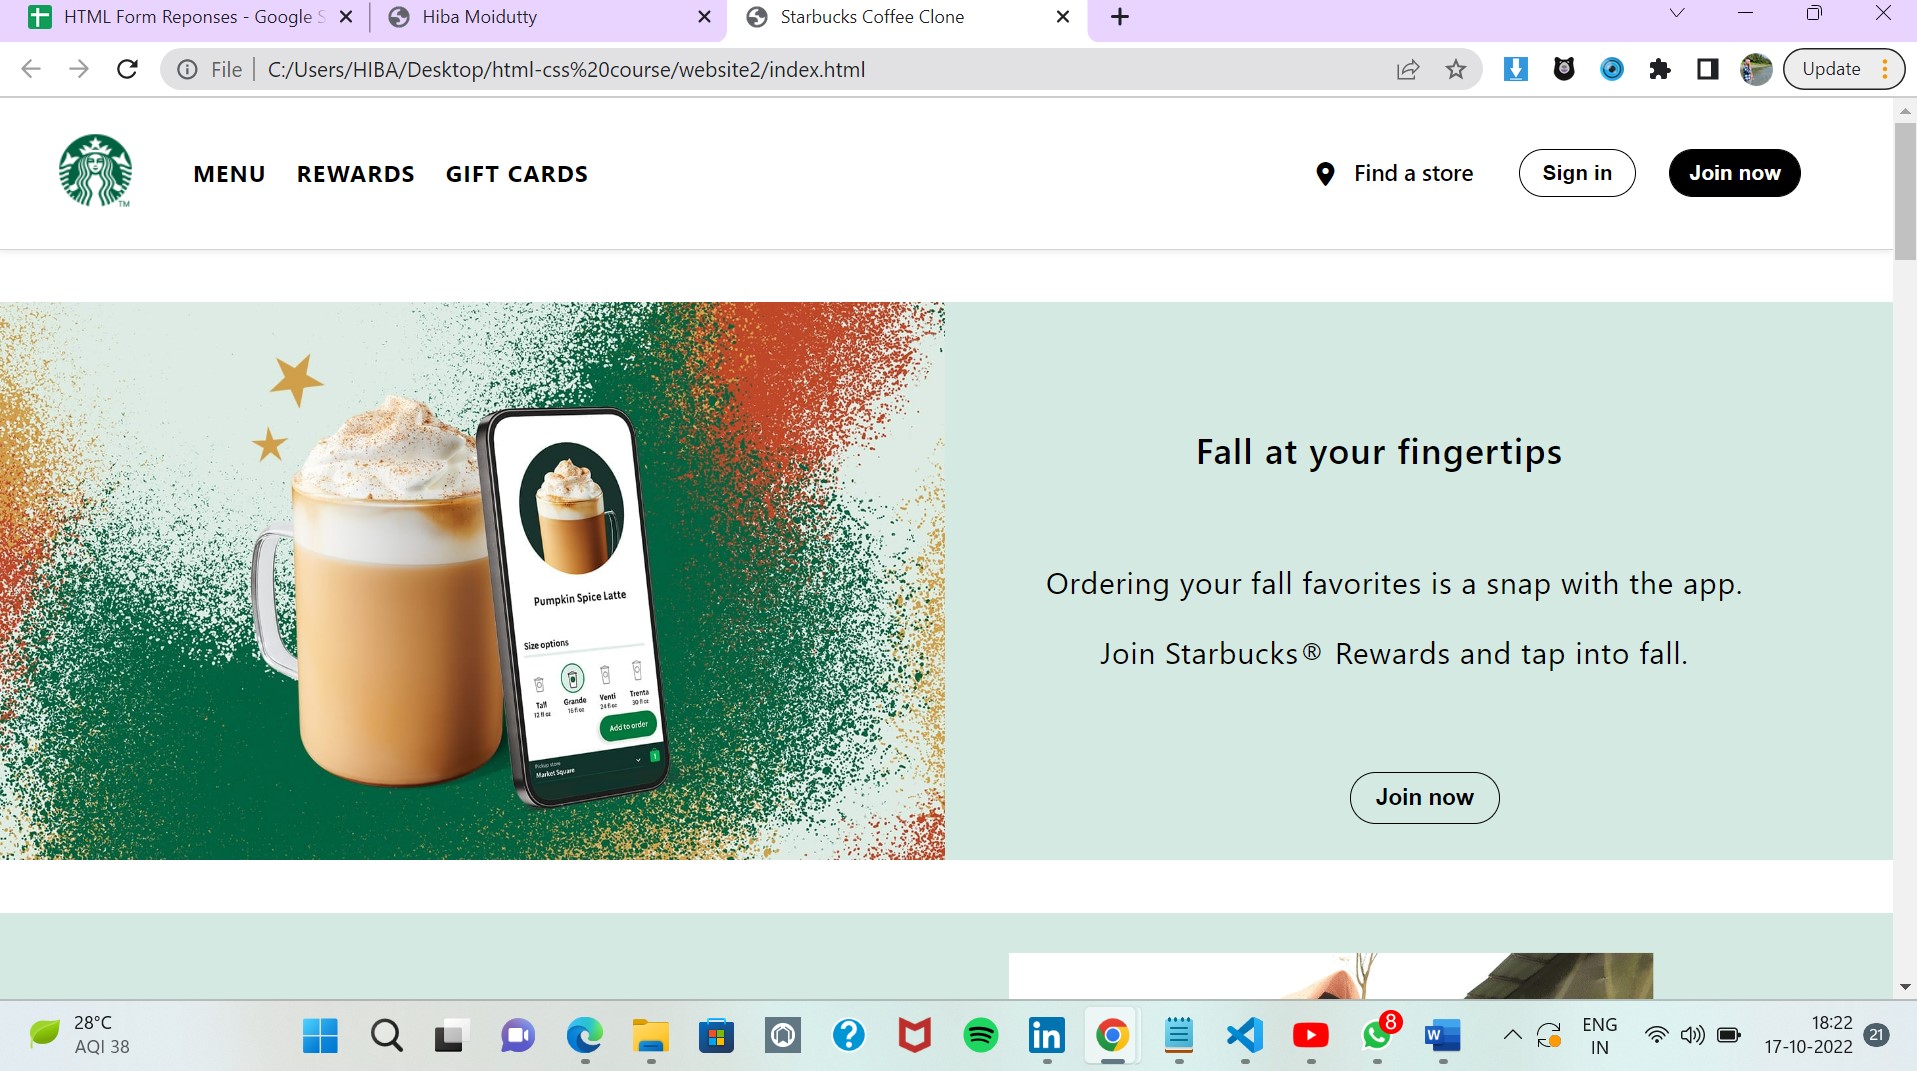 HTML Form Reponses - Google S
Hiba Moidutty
Starbucks Coffee Clone
File
C:/Users/HIBA/Desktop/html-css%20course/website2/index.html
Update
MENU REWARDS GIFT CARDS
Find a store
Sign in
Join now
TM
Pumpkin Spice Latte
Size options
Tall Grande Venti Trenta
12 fl oz 16 fl oz 24 fl oz 30 fl oz
Add to order
Pickup store
Market Square
1
Fall at your fingertips
Ordering your fall favorites is a snap with the app.
Join Starbucks® Rewards and tap into fall.
Join now
28°C
AQI 38
8
ENG
IN
18:22
17-10-2022
21